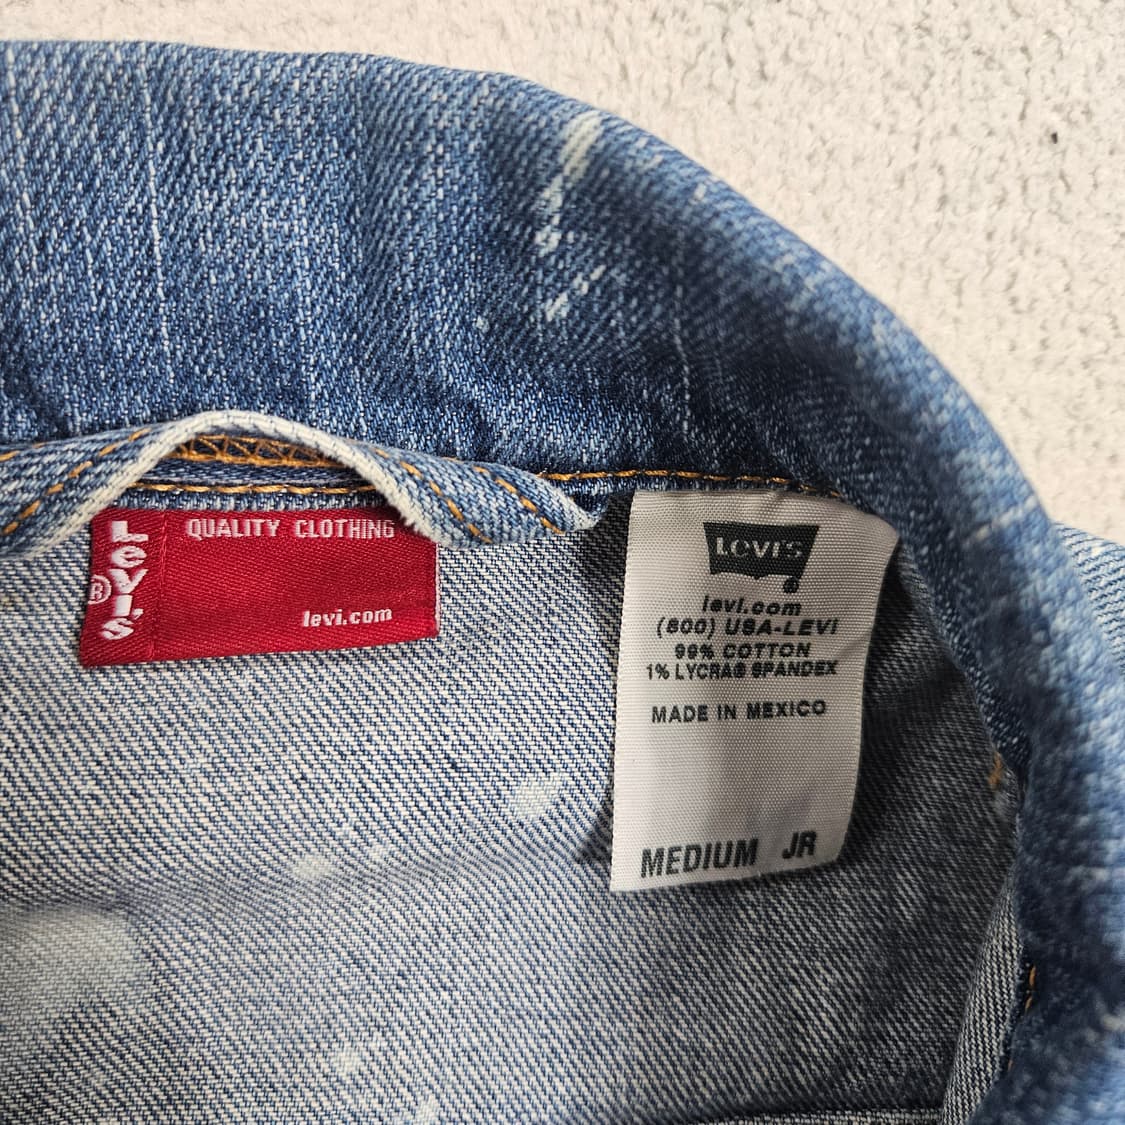 LEVI'S
®
QUALITY CLOTHING
levi.com
LEVI'S
levi.com
(800) USA-LEVI
99% COTTON
1% LYCRA® SPANDEX
MADE IN MEXICO
MEDIUM JR